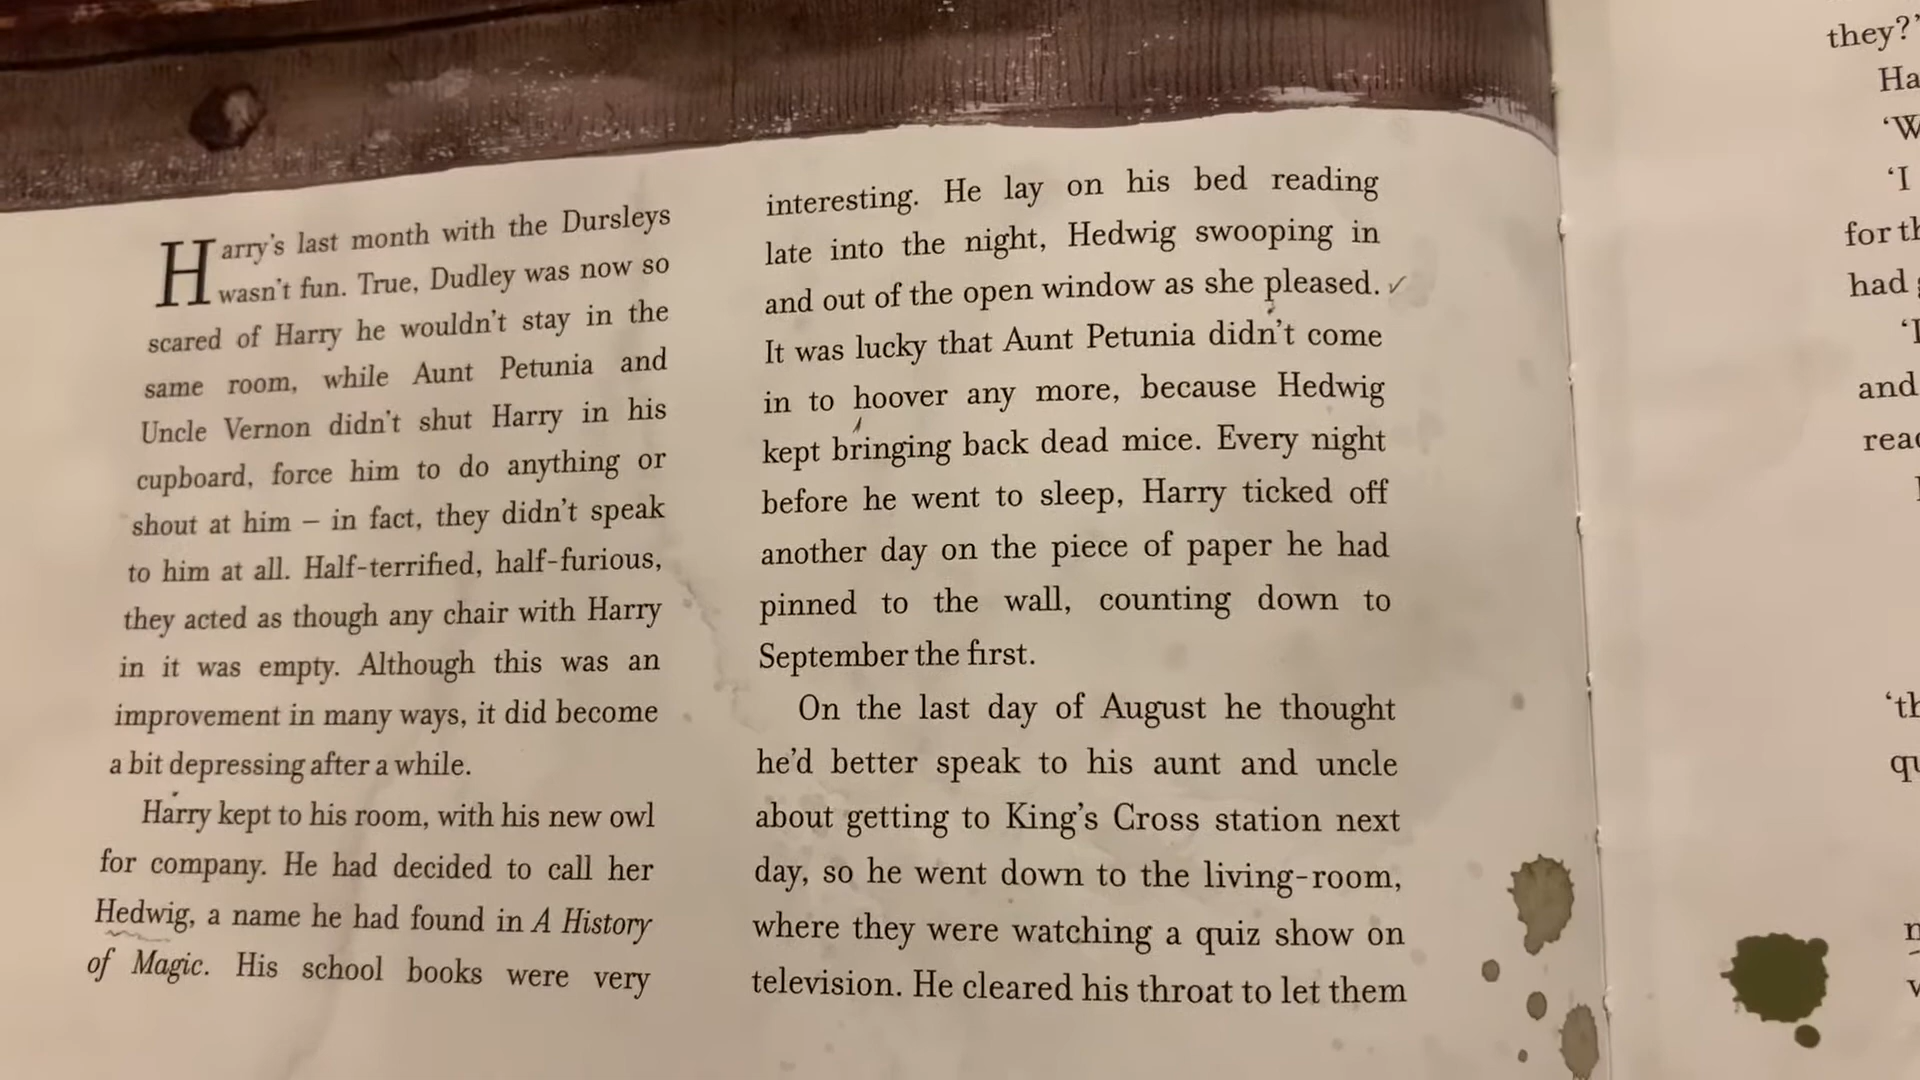 Harry's last month with the Dursleys
wasn't fun. True, Dudley was now so
scared of Harry he wouldn't stay in the
same room, while Aunt Petunia and
Uncle Vernon didn't shut Harry in his
cupboard, force him to do anything or
shout at him – in fact, they didn't speak
to him at all. Half-terrified, half-furious,
they acted as though any chair with Harry
in it was empty. Although this was an
improvement in many ways, it did become
a bit depressing after a while.
Harry kept to his room, with his new owl
for company. He had decided to call her
Hedwig, a name he had found in A History
of Magic. His school books were very
interesting. He lay on his bed reading
late into the night, Hedwig swooping in
and out of the open window as she pleased.
It was lucky that Aunt Petunia didn't come
in to hoover any more, because Hedwig
kept bringing back dead mice. Every night
before he went to sleep, Harry ticked off
another day on the piece of paper he had
pinned to the wall, counting down to
September the first.
On the last day of August he thought
he'd better speak to his aunt and uncle
about getting to King's Cross station next
day, so he went down to the living-room,
where they were watching a quiz show on
television. He cleared his throat to let them
they?'
Ha
'W
'I
for th
had
and
'th
qu